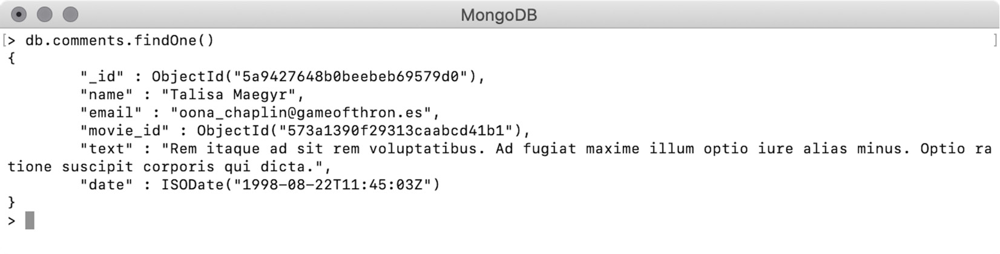 MongoDB
[> db.comments.findOne() ]
{
"_id" : ObjectId("5a9427648b0beebeb69579d0"),
"name" : "Talisa Maegyr",
"email" : "oona_chaplin@gameofthron.es",
"movie_id" : ObjectId("573a1390f29313caabcd41b1"),
"text" : "Rem itaque ad sit rem voluptatibus. Ad fugiat maxime illum optio iure alias minus. Optio ra
tione suscipit corporis qui dicta.",
"date" : ISODate("1998-08-22T11:45:03Z")
}
>